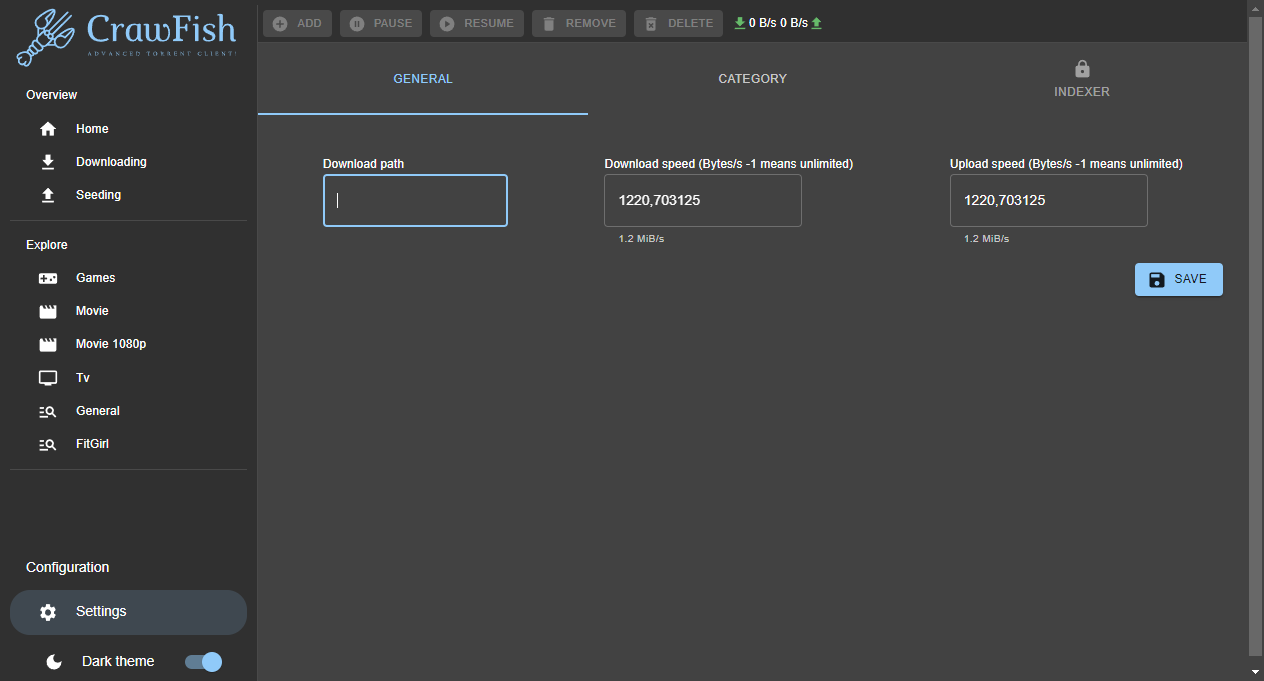 CrawFish
ADVANCED TORRENT CLIENT!
ADD
PAUSE
RESUME
REMOVE
DELETE
0 B/s 0 B/s
Overview
Home
Downloading
Seeding
Explore
Games
Movie
Movie 1080p
Tv
General
FitGirl
Configuration
Settings
Dark theme
GENERAL
CATEGORY
INDEXER
Download path
Download speed (Bytes/s -1 means unlimited)
1220,703125
1.2 MiB/s
Upload speed (Bytes/s -1 means unlimited)
1220,703125
1.2 MiB/s
SAVE